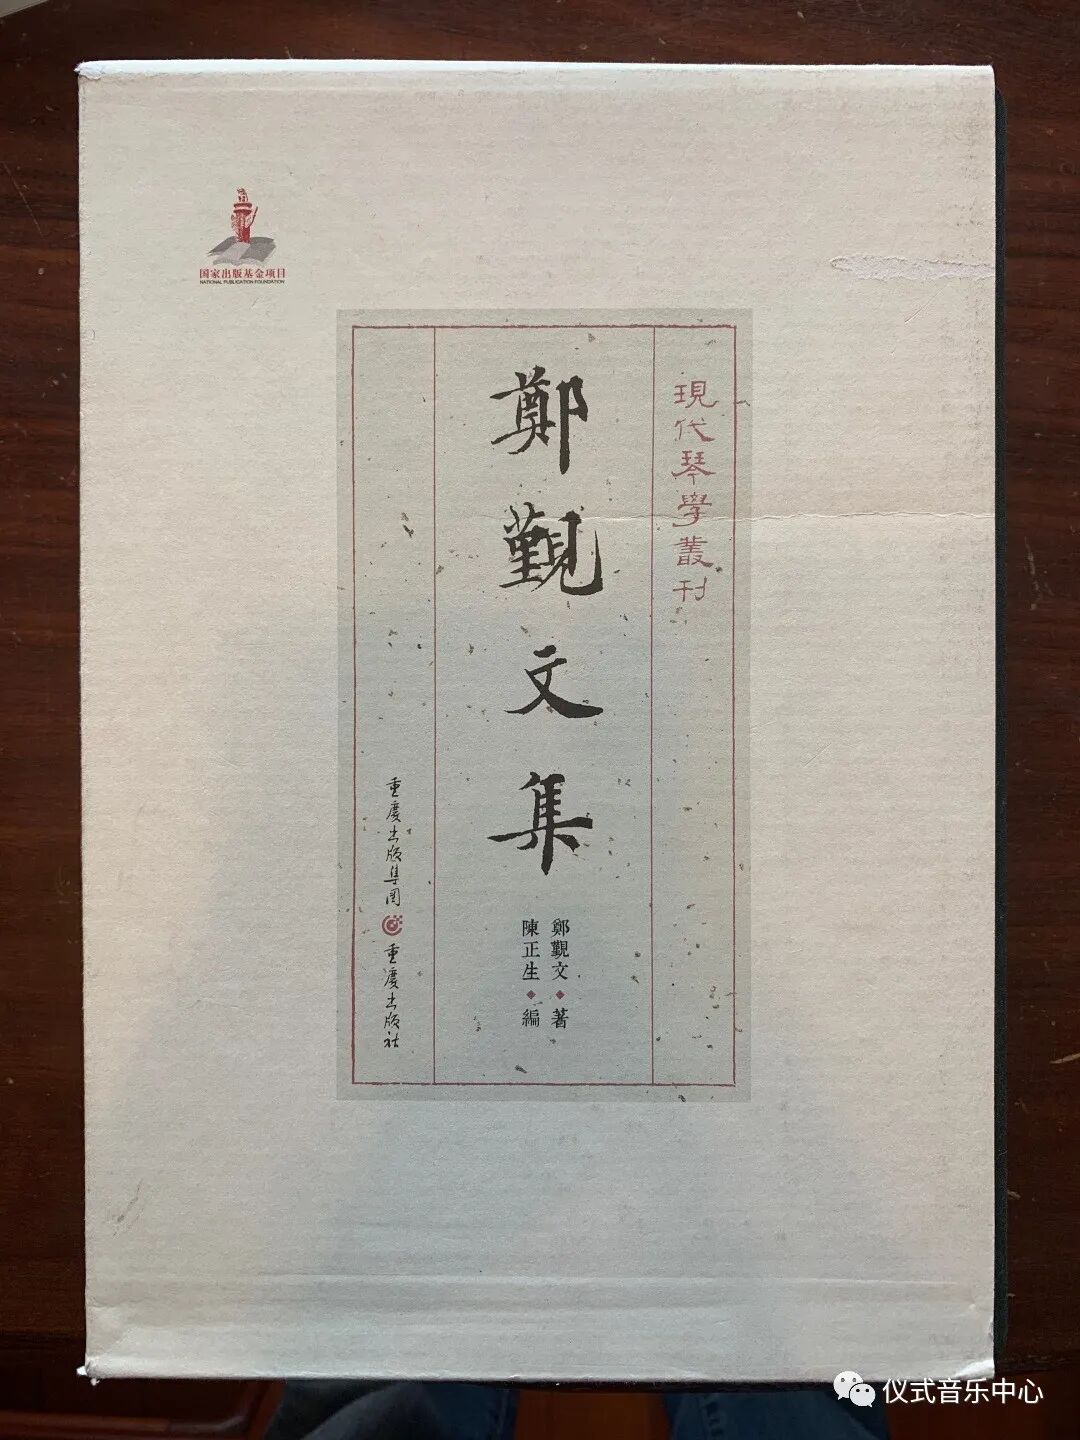 国家出版基金项目
NATIONAL PUBLICATION FOUNDATION
現代琴學叢刊
鄭覲文集
鄭覲文◆著
陳正生◆編
重慶出版集団
重慶出版社
仪式音乐中心